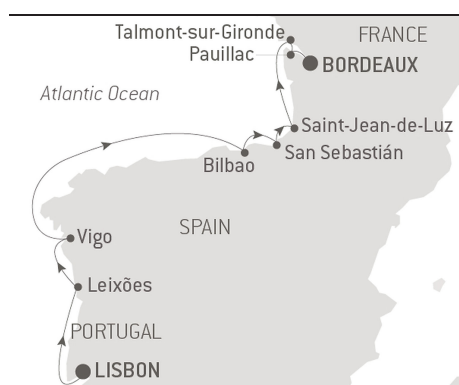 Talmont-sur-Gironde
FRANCE
Pauillac
BORDEAUX
Atlantic Ocean
Saint-Jean-de-Luz
San Sebastián
Bilbao
SPAIN
Vigo
Leixões
PORTUGAL
LISBON